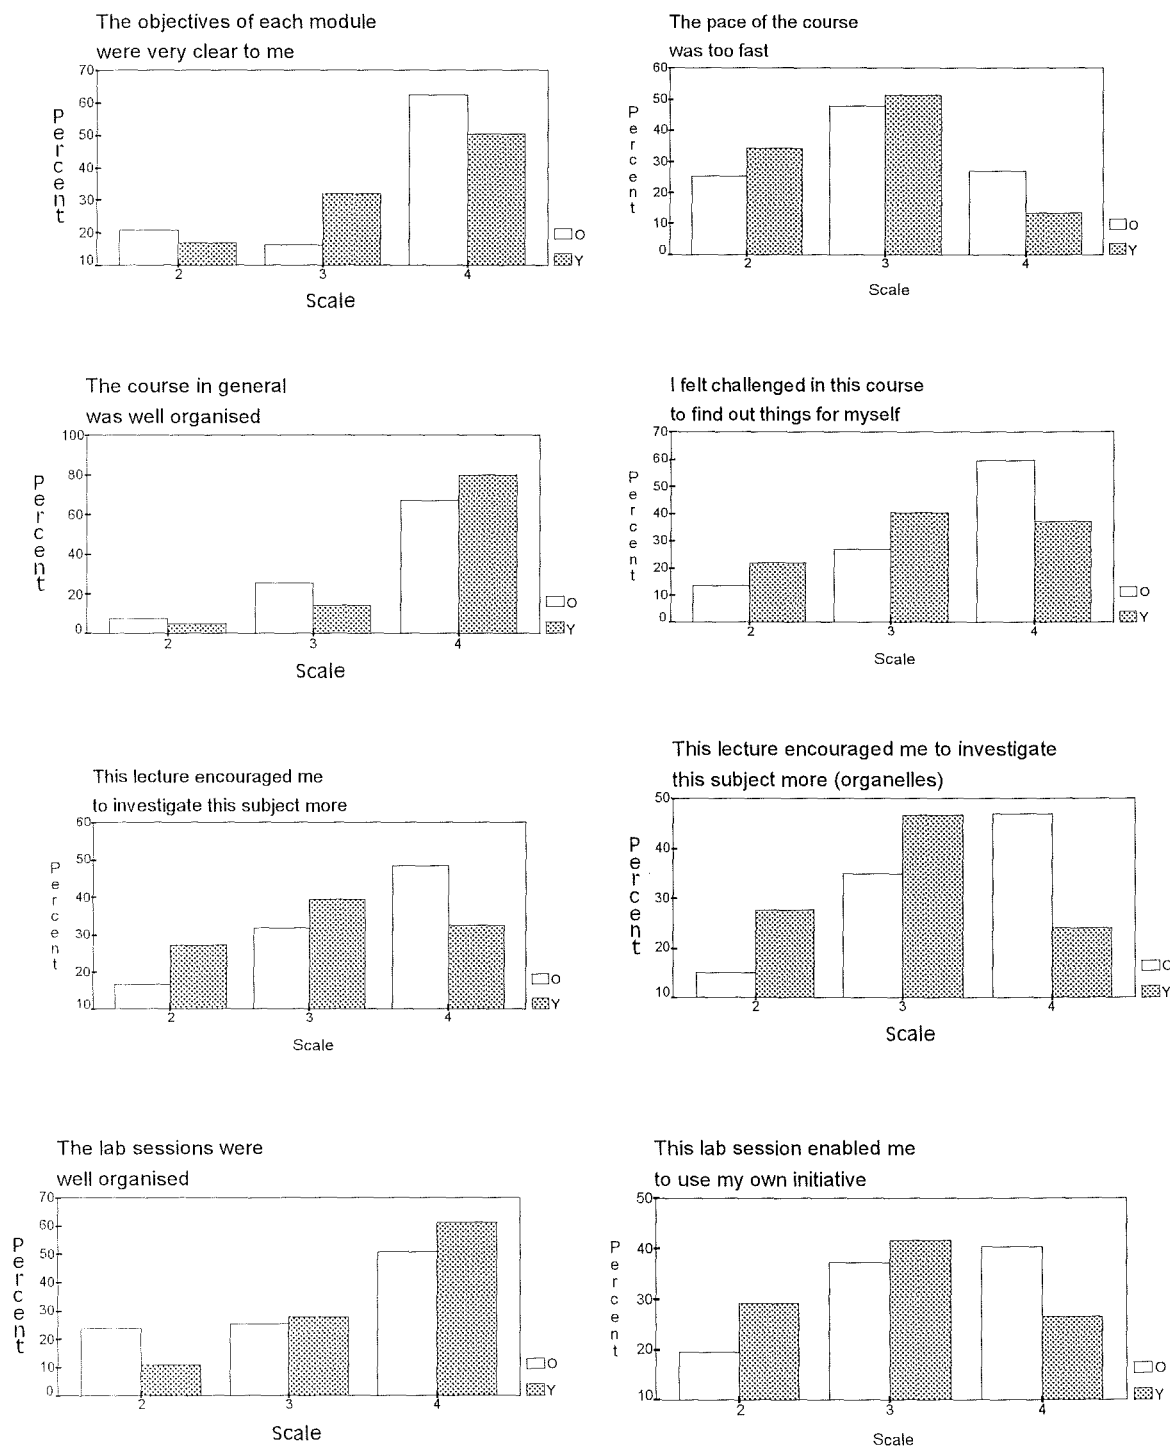 The objectives of each module
were very clear to me
70
60
50
40
30
20
10
Percent
2 3 4
Scale
O
Y
The pace of the course
was too fast
60
50
40
30
20
10
0
Percent
2 3 4
Scale
O
Y
The course in general
was well organised
100
80
60
40
20
0
Percent
2 3 4
Scale
O
Y
I felt challenged in this course
to find out things for myself
70
60
50
40
30
20
10
0
Percent
2 3 4
Scale
O
Y
This lecture encouraged me
to investigate this subject more
60
50
40
30
20
10
Percent
2 3 4
Scale
O
Y
This lecture encouraged me to investigate
this subject more (organelles)
50
40
30
20
10
Percent
2 3 4
Scale
O
Y
The lab sessions were
well organised
70
60
50
40
30
20
10
0
Percent
2 3 4
Scale
O
Y
This lab session enabled me
to use my own initiative
50
40
30
20
10
Percent
2 3 4
Scale
O
Y